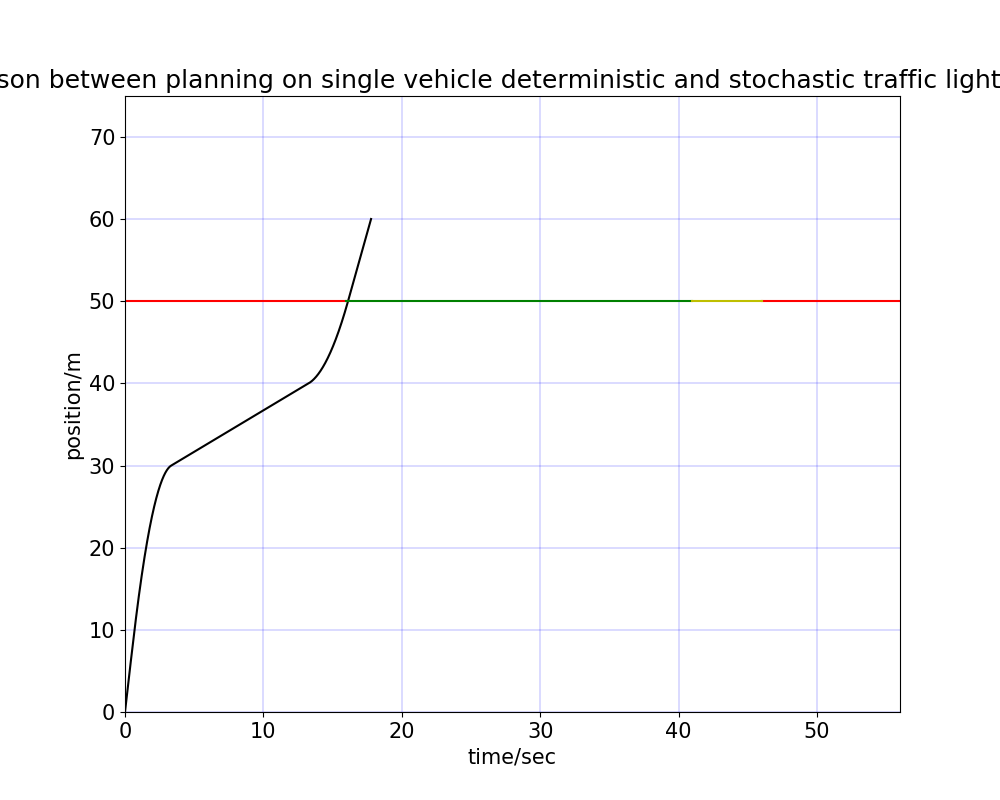 son between planning on single vehicle deterministic and stochastic traffic light
70
60
50
40
30
20
10
0
position/m
0 10 20 30 40 50
time/sec